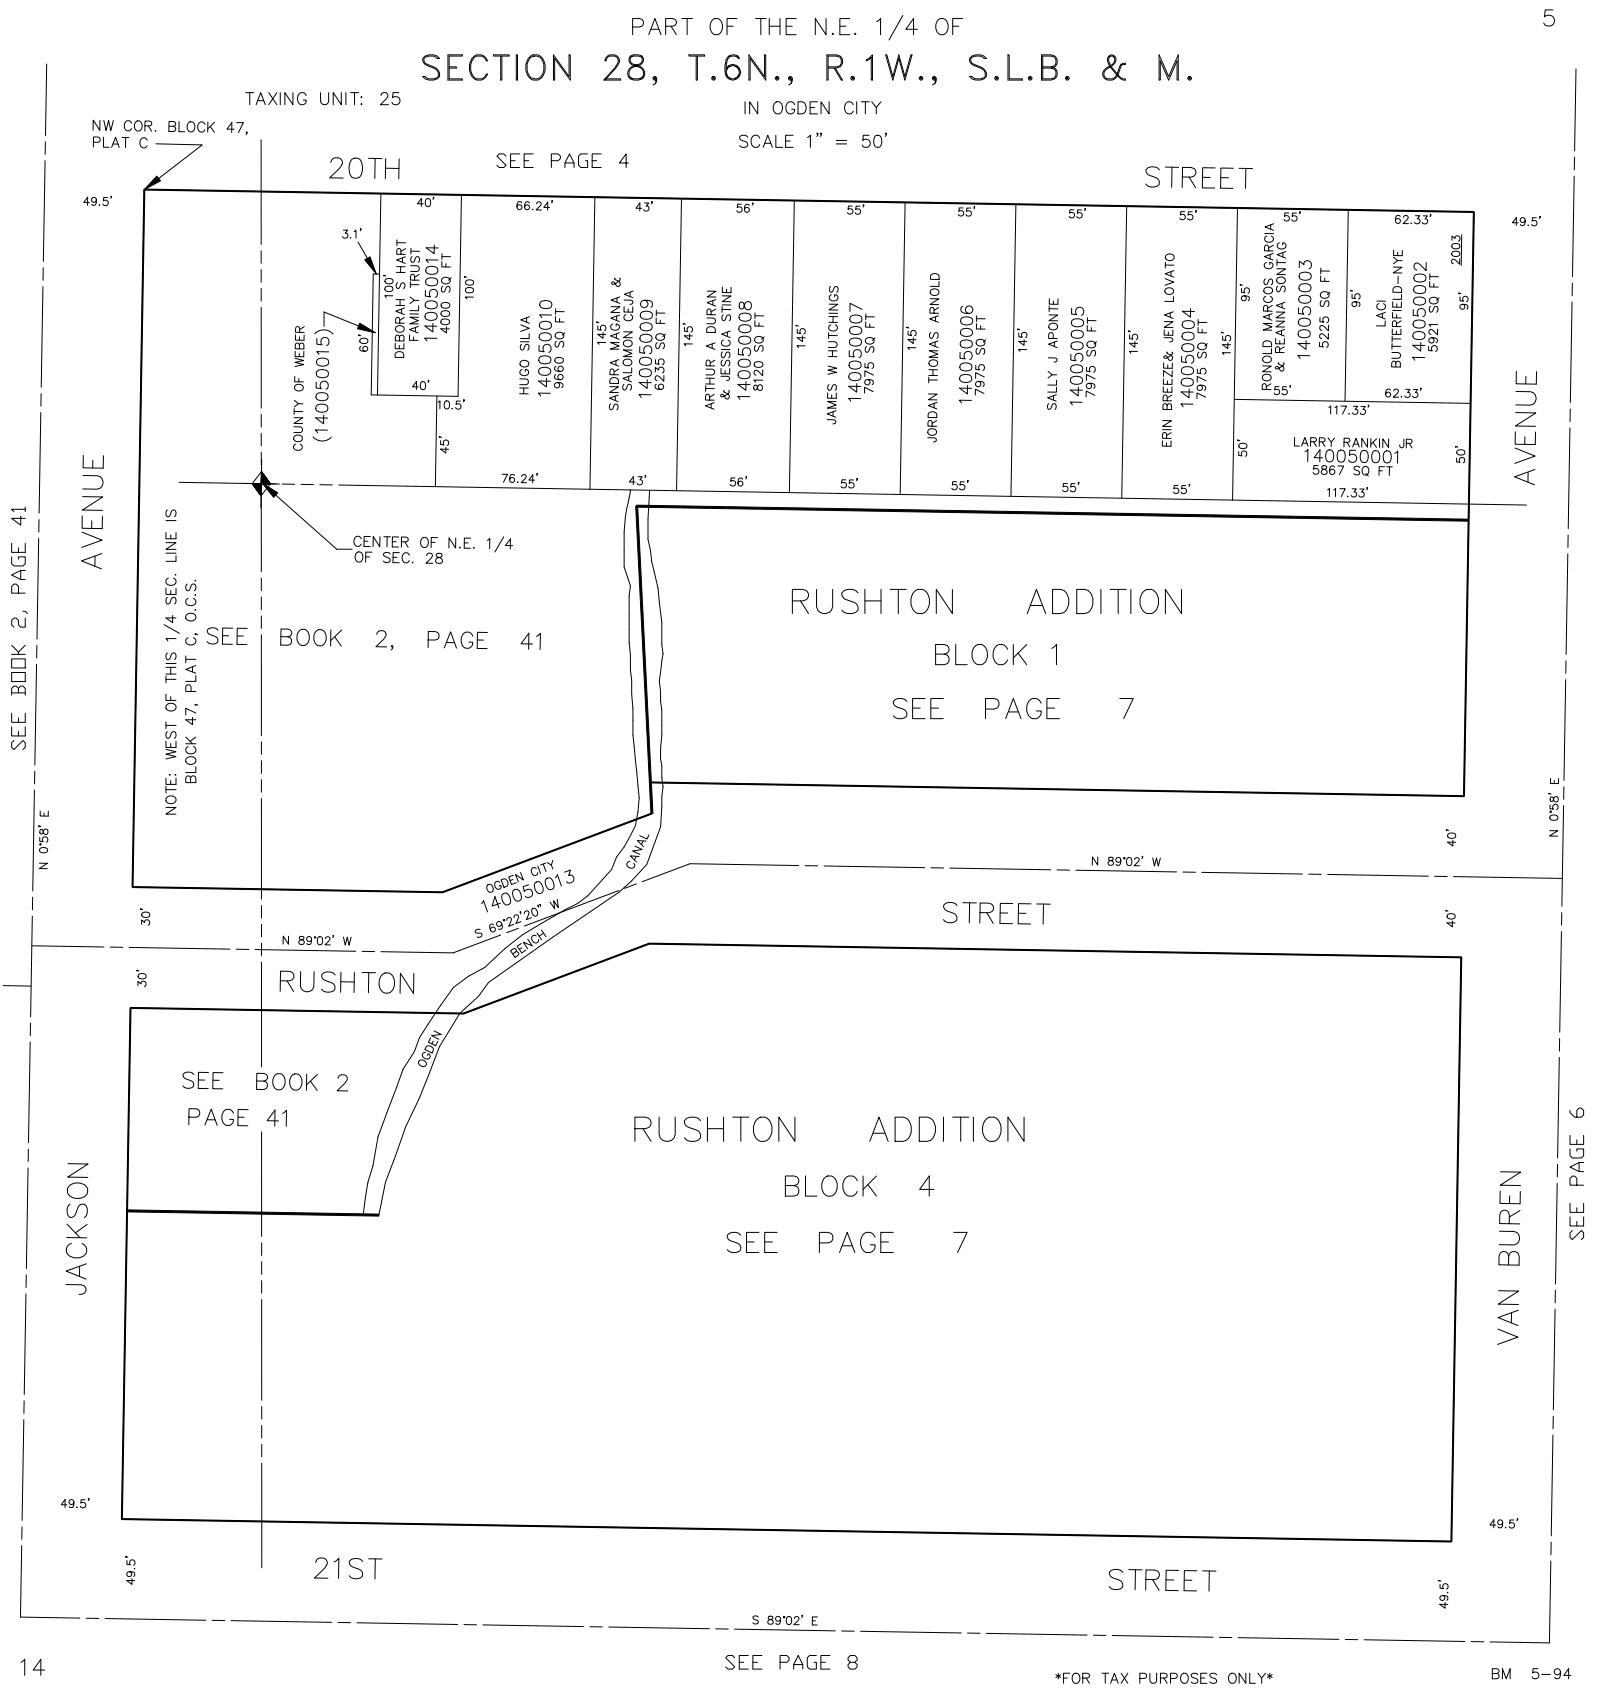 5
PART OF THE N.E. 1/4 OF
SECTION 28, T.6N., R.1W., S.L.B. & M.
TAXING UNIT: 25
IN OGDEN CITY
SCALE 1" = 50'
NW COR. BLOCK 47,
PLAT C
20TH
SEE PAGE 4
STREET
49.5'
40'
66.24'
43'
56'
55'
55'
55'
55'
55'
62.33'
49.5'
3.1'
60'
COUNTY OF WEBER
(140050015)
100'
DEBORAH S HART
FAMILY TRUST
140050014
4000 SQ FT
100'
40'
10.5'
45'
HUGO SILVA
140050010
9660 SQ FT
76.24'
145'
SANDRA MAGANA &
SALOMON CEJA
140050009
6235 SQ FT
43'
145'
ARTHUR A DURAN
& JESSICA STINE
140050008
8120 SQ FT
56'
145'
JAMES W HUTCHINGS
140050007
7975 SQ FT
55'
145'
JORDAN THOMAS ARNOLD
140050006
7975 SQ FT
55'
145'
SALLY J APONTE
140050005
7975 SQ FT
55'
145'
ERIN BREEZE& JENA LOVATO
140050004
7975 SQ FT
145'
55'
95'
RONOLD MARCOS GARCIA
& REANNA SONTAG
140050003
5225 SQ FT
55'
95'
LACI
BUTTERFIELD-NYE
140050002
5921 SQ FT
2003
95'
62.33'
117.33'
50'
LARRY RANKIN JR
140050001
5867 SQ FT
50'
117.33'
AVENUE
AVENUE
CENTER OF N.E. 1/4
OF SEC. 28
NOTE: WEST OF THIS 1/4 SEC. LINE IS
BLOCK 47, PLAT C, O.C.S.
SEE BOOK 2, PAGE 41
SEE BOOK 2, PAGE 41
RUSHTON ADDITION
BLOCK 1
SEE PAGE 7
N 0°58' E
N 0°58' E
40'
CANAL
N 89°02' W
OGDEN CITY
140050013
S 69°22'20" W
30'
STREET
40'
N 89°02' W
BENCH
30'
RUSHTON
OGDEN
SEE BOOK 2
PAGE 41
RUSHTON ADDITION
BLOCK 4
SEE PAGE 7
SEE PAGE 6
JACKSON
VAN BUREN
49.5'
49.5'
49.5'
21ST
STREET
49.5'
S 89°02' E
SEE PAGE 8
14
*FOR TAX PURPOSES ONLY*
BM 5-94